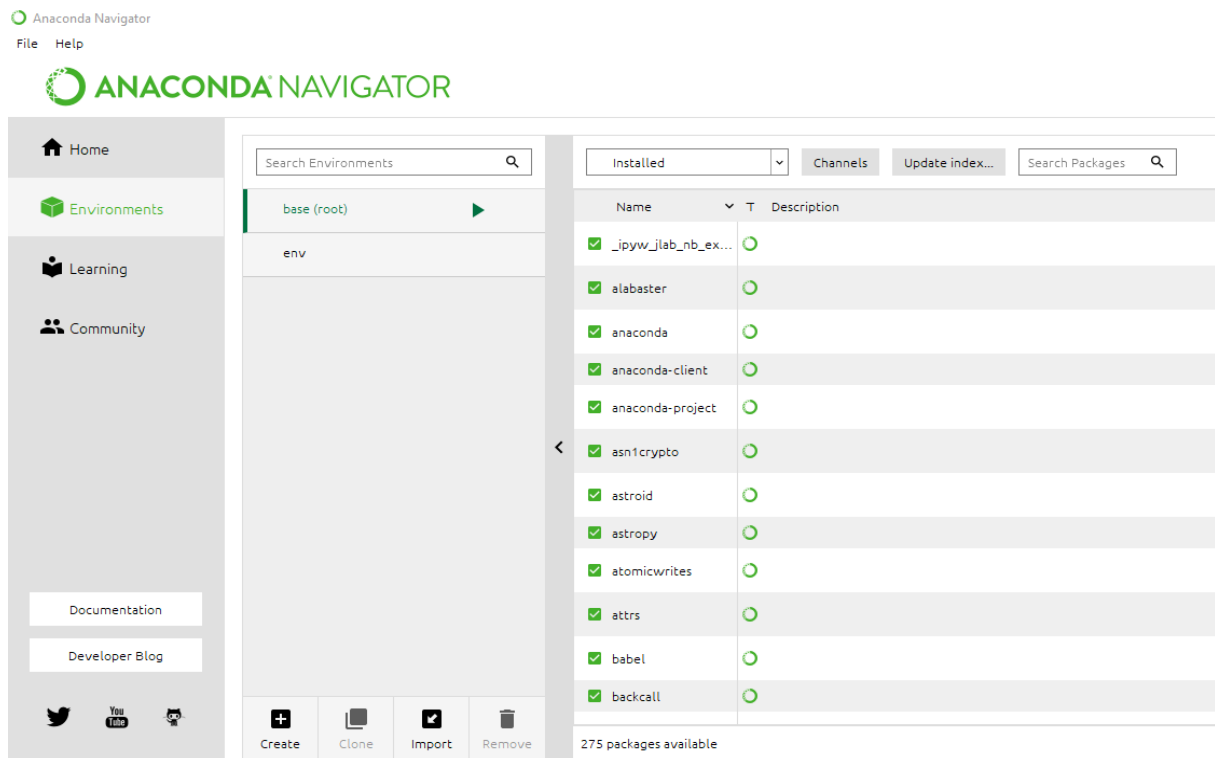 Anaconda Navigator
File Help
ANACONDA NAVIGATOR
Home
Environments
Learning
Community
Documentation
Developer Blog
You
Tube
Search Environments
base (root)
env
Create Clone Import Remove
Installed Channels Update index... Search Packages
Name T Description
_ipyw_jlab_nb_ex...
alabaster
anaconda
anaconda-client
anaconda-project
asn1crypto
astroid
astropy
atomicwrites
attrs
babel
backcall
275 packages available